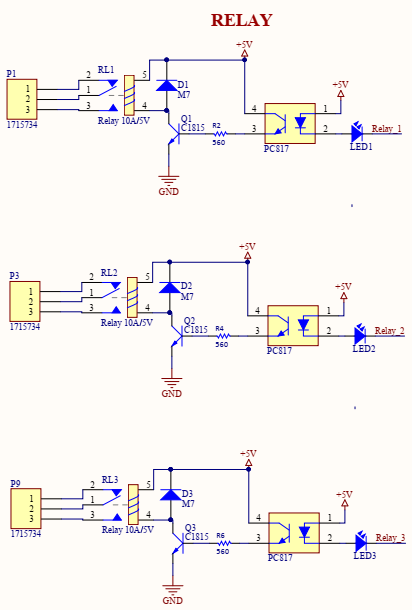 RELAY
+5V
P1
RL1
2
5
D1
M7
+5V
1
1
2
3
3
4
1715734
Relay 10A/5V
Q1
C1815
R2
560
4
1
3
2
PC817
Relay_1
LED1
GND
+5V
P3
RL2
2
5
D2
M7
+5V
1
1
2
3
3
4
1715734
Relay 10A/5V
Q2
C1815
R4
560
4
1
3
2
PC817
Relay_2
LED2
GND
+5V
P9
RL3
2
5
D3
M7
+5V
1
1
2
3
3
4
1715734
Relay 10A/5V
Q3
C1815
R6
560
4
1
3
2
PC817
Relay_3
LED3
GND